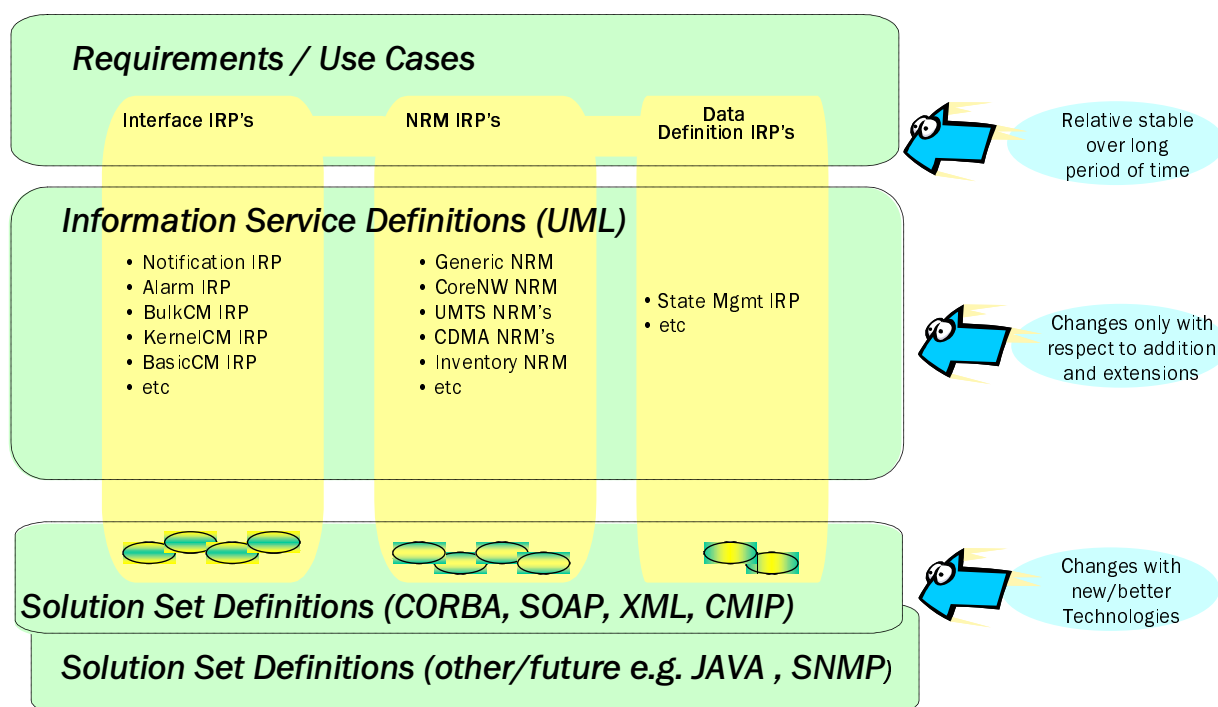 Requirements / Use Cases
Interface IRP's
NRM IRP's
Data
Definition IRP's
Relative stable
over long
period of time
Information Service Definitions (UML)
• Notification IRP
• Alarm IRP
• BulkCM IRP
• KernelCM IRP
• BasicCM IRP
• etc
• Generic NRM
• CoreNW NRM
• UMTS NRM's
• CDMA NRM's
• Inventory NRM
• etc
• State Mgmt IRP
• etc
Changes only with
respect to addition
and extensions
Solution Set Definitions (CORBA, SOAP, XML, CMIP)
Changes with
new/better
Technologies
Solution Set Definitions (other/future e.g. JAVA , SNMP)